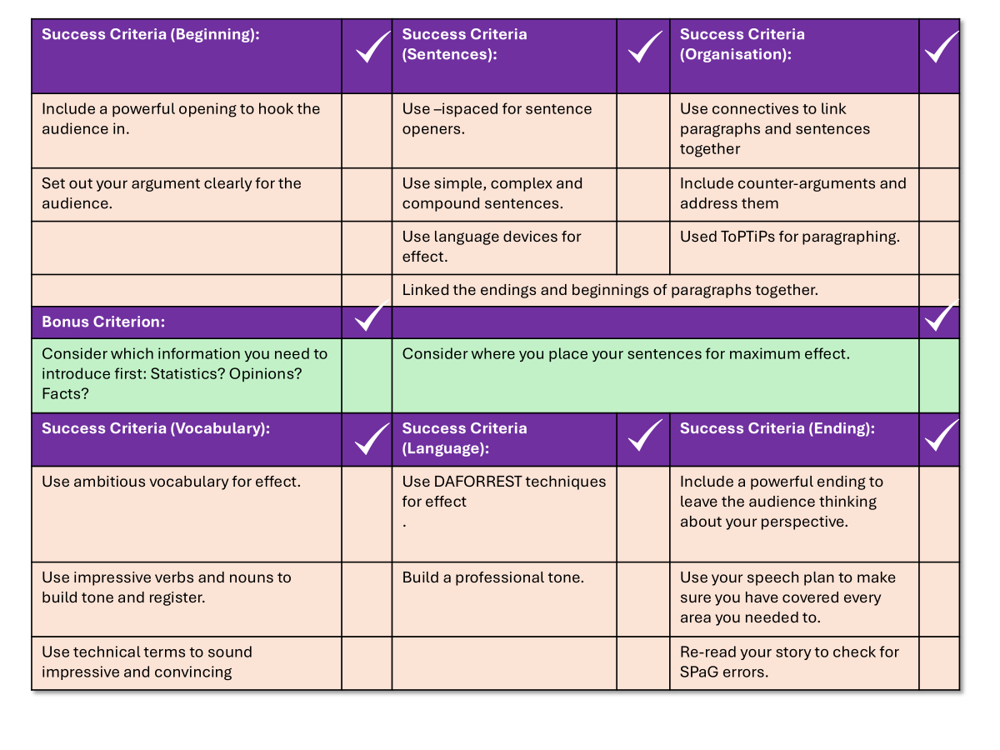 Success Criteria (Beginning):
Success Criteria
(Sentences):
Success Criteria
(Organisation):
Include a powerful opening to hook the
audience in.
Use –ispaced for sentence
openers.
Use connectives to link
paragraphs and sentences
together
Set out your argument clearly for the
audience.
Use simple, complex and
compound sentences.
Include counter-arguments and
address them
Use language devices for
effect.
Used ToPTiPs for paragraphing.
Linked the endings and beginnings of paragraphs together.
Bonus Criterion:
Consider which information you need to
introduce first: Statistics? Opinions?
Facts?
Consider where you place your sentences for maximum effect.
Success Criteria (Vocabulary):
Success Criteria
(Language):
Success Criteria (Ending):
Use ambitious vocabulary for effect.
Use DAFORREST techniques
for effect
.
Include a powerful ending to
leave the audience thinking
about your perspective.
Use impressive verbs and nouns to
build tone and register.
Build a professional tone.
Use your speech plan to make
sure you have covered every
area you needed to.
Use technical terms to sound
impressive and convincing
Re-read your story to check for
SPaG errors.